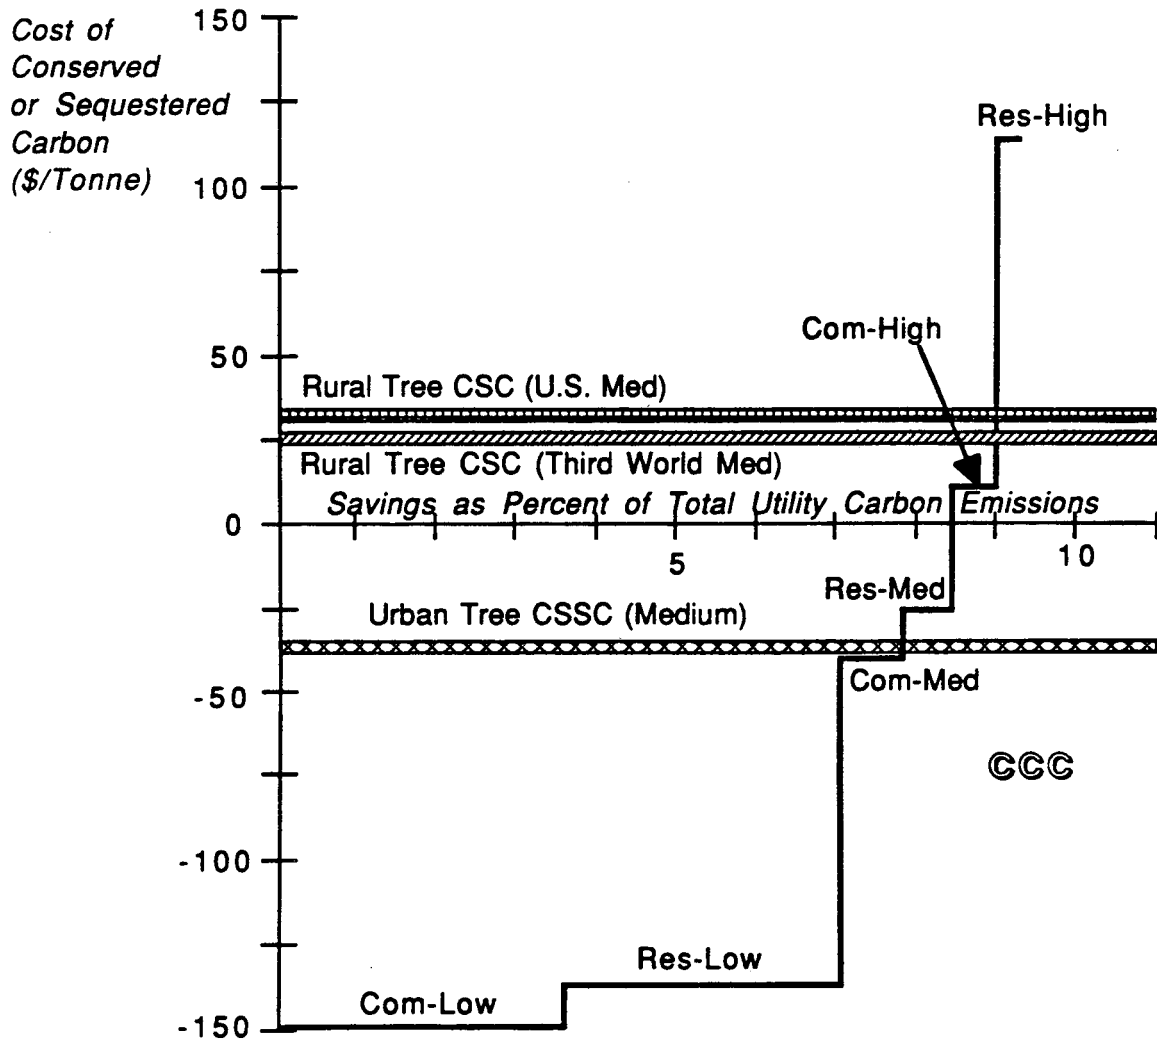 Cost of
Conserved
or Sequestered
Carbon
($/Tonne)
150
100
50
0
-50
-100
-150
Res-High
Com-High
Rural Tree CSC (U.S. Med)
Rural Tree CSC (Third World Med)
Savings as Percent of Total Utility Carbon Emissions
5
10
Res-Med
Urban Tree CSSC (Medium)
Com-Med
CCC
Res-Low
Com-Low